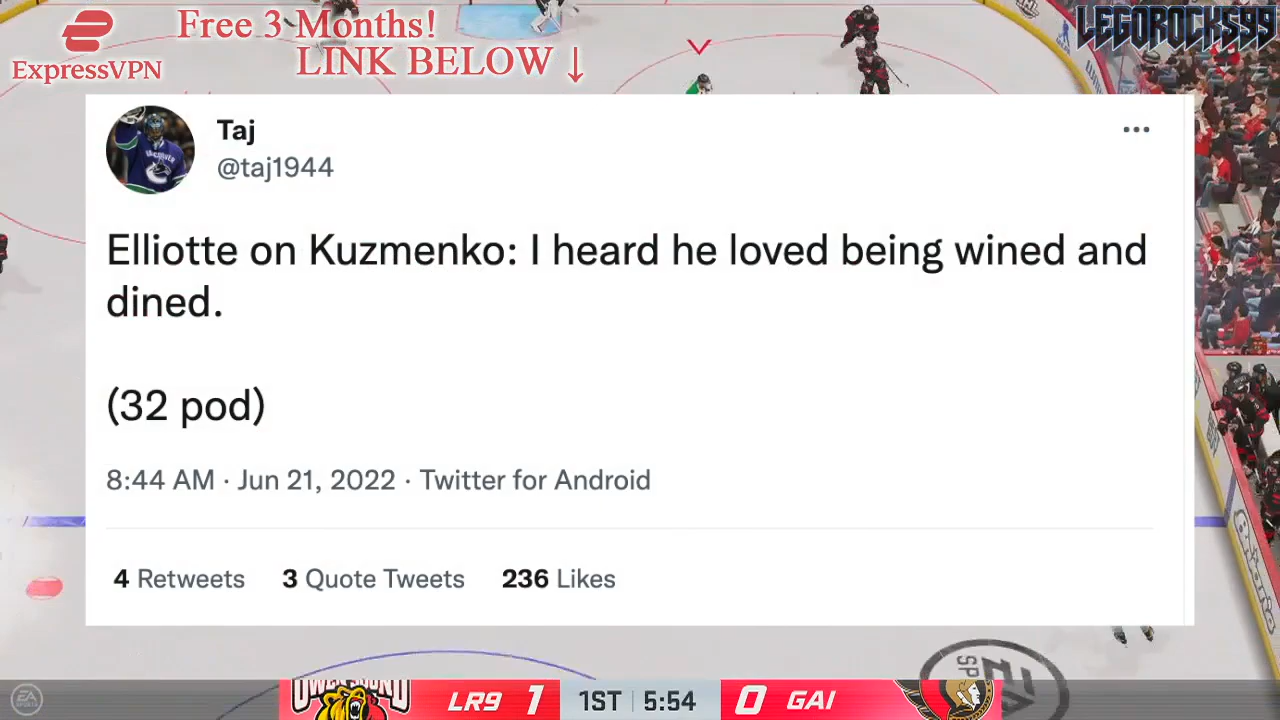 Free 3 Months!
LINK BELOW ↓
ExpressVPN
LEGOROCKS99
Taj
@taj1944
Elliotte on Kuzmenko: I heard he loved being wined and
dined.
(32 pod)
8:44 AM · Jun 21, 2022 · Twitter for Android
4 Retweets 3 Quote Tweets 236 Likes
OWEN SOUND
LR9 1 1ST 5:54 0 GAI